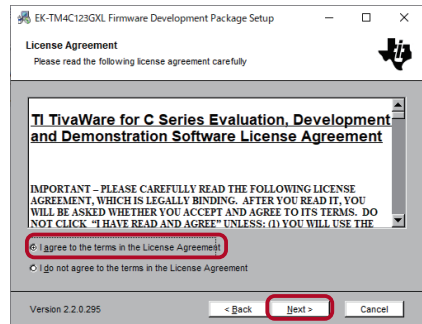 EK-TM4C123GXL Firmware Development Package Setup
License Agreement
Please read the following license agreement carefully
TI TivaWare for C Series Evaluation, Development
and Demonstration Software License Agreement
IMPORTANT – PLEASE CAREFULLY READ THE FOLLOWING LICENSE
AGREEMENT, WHICH IS LEGALLY BINDING. AFTER YOU READ IT, YOU
WILL BE ASKED WHETHER YOU ACCEPT AND AGREE TO ITS TERMS. DO
NOT CLICK “I HAVE READ AND AGREE” UNLESS: (1) YOU WILL USE THE
I agree to the terms in the License Agreement
I do not agree to the terms in the License Agreement
Version 2.2.0.295
< Back
Next >
Cancel